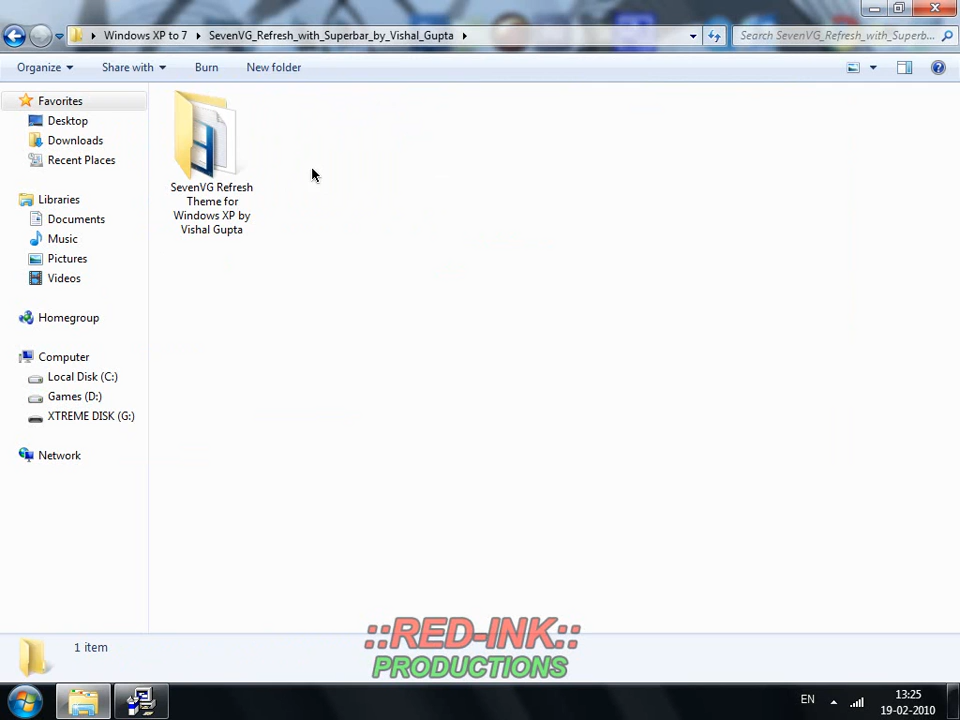 Windows XP to 7
SevenVG_Refresh_with_Superbar_by_Vishal_Gupta
Search SevenVG_Refresh_with_Superb...
Organize
Share with
Burn
New folder
Favorites
Desktop
Downloads
Recent Places
Libraries
Documents
Music
Pictures
Videos
Homegroup
Computer
Local Disk (C:)
Games (D:)
XTREME DISK (G:)
Network
SevenVG Refresh
Theme for
Windows XP by
Vishal Gupta
1 item
::RED-INK::
PRODUCTIONS
EN
13:25
19-02-2010